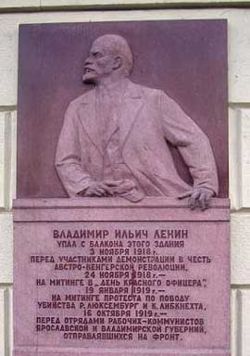 ВЛАДИМИР ИЛЬИЧ ЛЕНИН
УПАЛ С БАЛКОНА ЭТОГО ЗДАНИЯ
3 НОЯБРЯ 1918 Г.
ПЕРЕД УЧАСТНИКАМИ ДЕМОНСТРАЦИИ В ЧЕСТЬ
АВСТРО-ВЕНГЕРСКОЙ РЕВОЛЮЦИИ,
24 НОЯБРЯ 1918 Г.—
НА МИТИНГЕ В „ДЕНЬ КРАСНОГО ОФИЦЕРА",
19 ЯНВАРЯ 1919 Г.—
НА МИТИНГЕ ПРОТЕСТА ПО ПОВОДУ
УБИЙСТВА Р. ЛЮКСЕМБУРГ И К. ЛИБКНЕХТА,
16 ОКТЯБРЯ 1919 Г.—
ПЕРЕД ОТРЯДАМИ РАБОЧИХ-КОММУНИСТОВ
ЯРОСЛАВСКОЙ И ВЛАДИМИРСКОЙ ГУБЕРНИЙ,
ОТПРАВЛЯВШИХСЯ НА ФРОНТ.